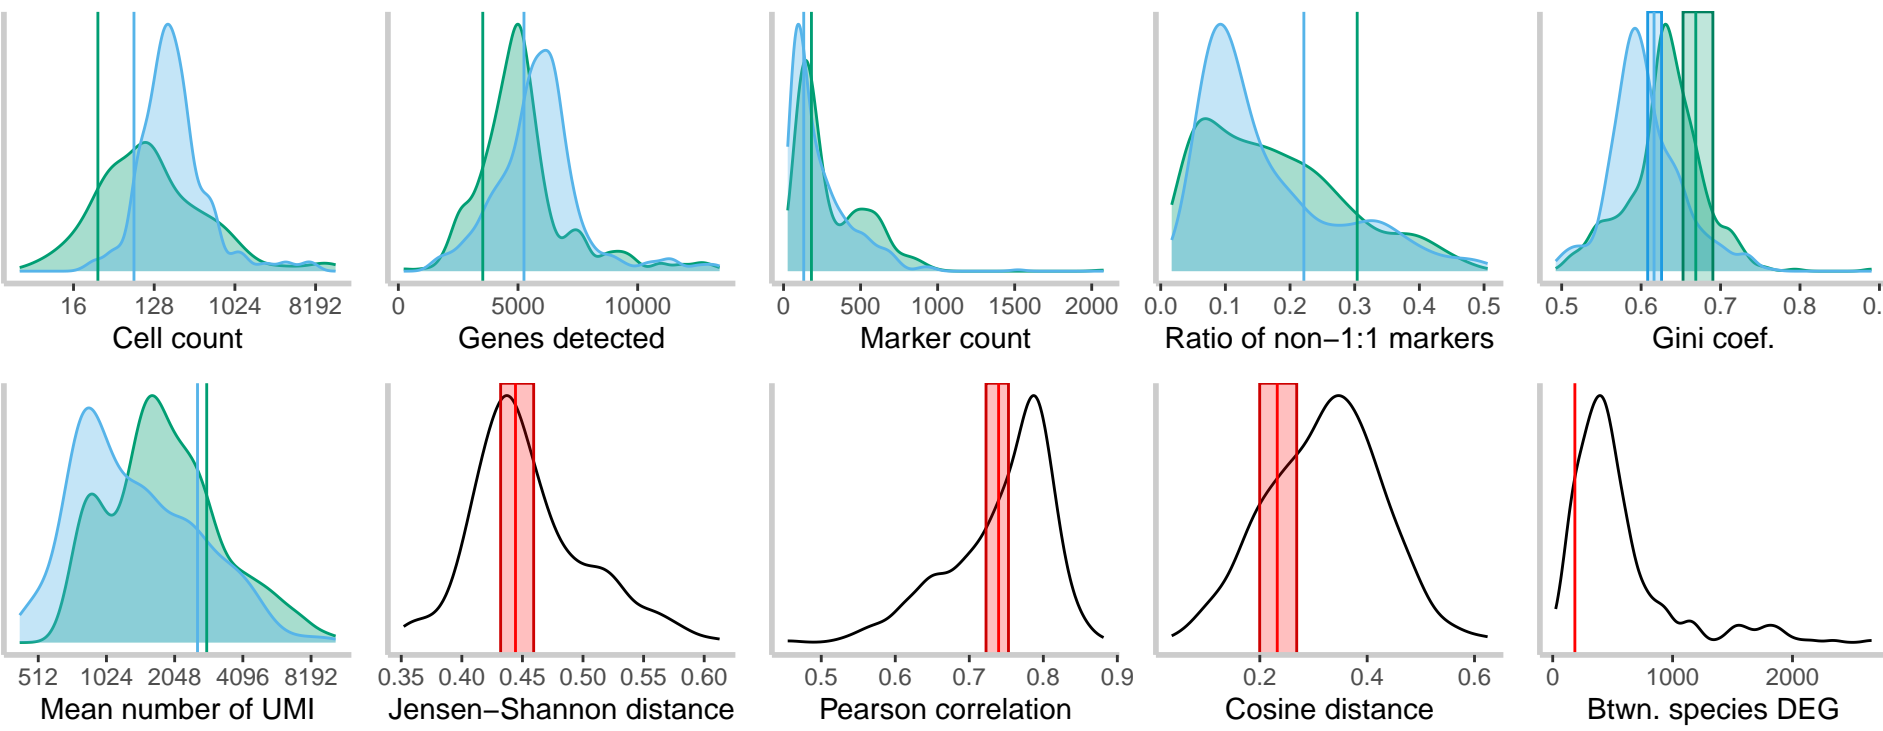 16 128 1024 8192
Cell count
0 5000 10000
Genes detected
0 500 1000 1500 2000
Marker count
0.0 0.1 0.2 0.3 0.4 0.5
Ratio of non−1:1 markers
0.5 0.6 0.7 0.8 0.
Gini coef.
512 1024 2048 4096 8192
Mean number of UMI
0.35 0.40 0.45 0.50 0.55 0.60
Jensen−Shannon distance
0.5 0.6 0.7 0.8 0.9
Pearson correlation
0.2 0.4 0.6
Cosine distance
0 1000 2000
Btwn. species DEG